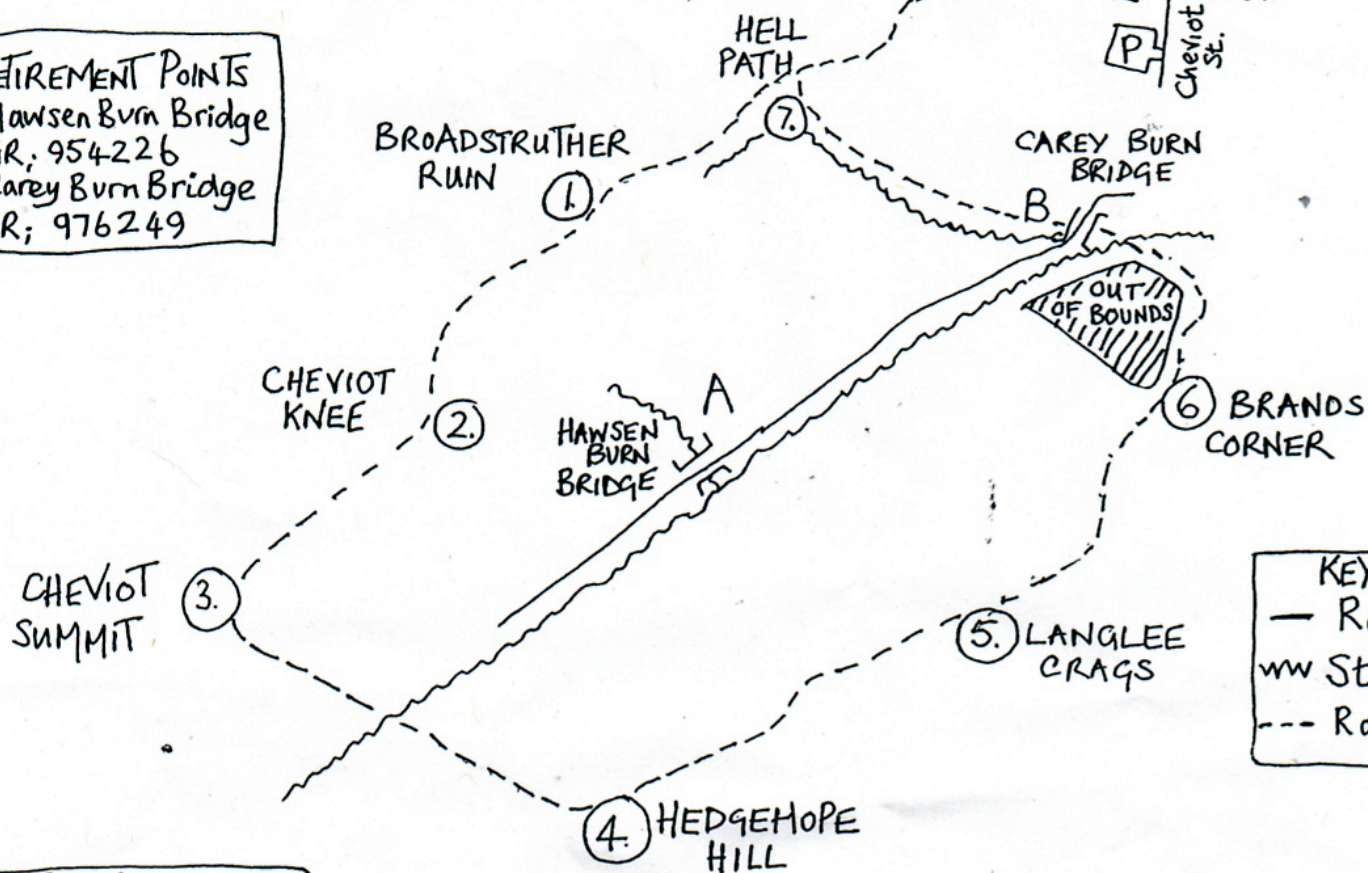 ETIREMENT POINTS
Hawsen Burn Bridge
R; 954226
Carey Burn Bridge
R; 976249
HELL
PATH
P
Cheviot
St.
7.
BROADSTRUTHER
RUIN
1.
CAREY BURN
BRIDGE
B
OUT
OF BOUNDS
CHEVIOT
KNEE
2.
A
HAWSEN
BURN
BRIDGE
6
BRANDS
CORNER
CHEVIOT
SUMMIT
3.
5.
LANGLEE
CRAGS
KEY
R
St
Ro
4.
HEDGEHOPE
HILL